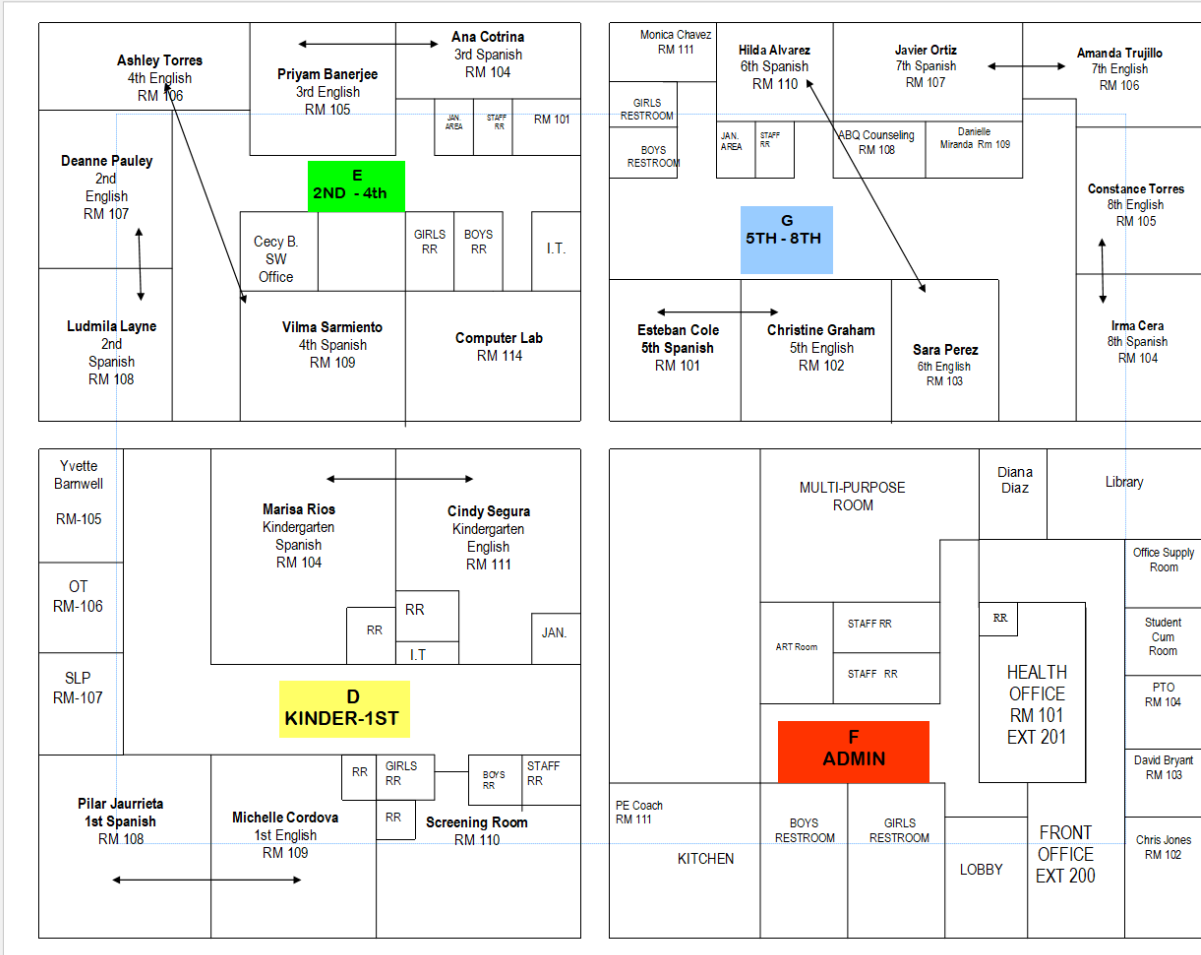 Ashley Torres
4th English
RM 106
Priyam Banerjee
3rd English
RM 105
Ana Cotrina
3rd Spanish
RM 104
JAN.
AREA
STAFF
RR
RM 101
Deanne Pauley
2nd
English
RM 107
E
2ND - 4th
Cecy B.
SW
Office
GIRLS
RR
BOYS
RR
I.T.
Ludmila Layne
2nd
Spanish
RM 108
Vilma Sarmiento
4th Spanish
RM 109
Computer Lab
RM 114
Monica Chavez
RM 111
Hilda Alvarez
6th Spanish
RM 110
Javier Ortiz
7th Spanish
RM 107
Amanda Trujillo
7th English
RM 106
GIRLS
RESTROOM
BOYS
RESTROOM
JAN.
AREA
STAFF
RR
ABQ Counseling
RM 108
Danielle
Miranda Rm 109
Constance Torres
8th English
RM 105
G
5TH - 8TH
Esteban Cole
5th Spanish
RM 101
Christine Graham
5th English
RM 102
Sara Perez
6th English
RM 103
Irma Cera
8th Spanish
RM 104
Yvette
Barnwell
RM-105
Marisa Rios
Kindergarten
Spanish
RM 104
Cindy Segura
Kindergarten
English
RM 111
OT
RM-106
RR
RR
I.T
JAN.
SLP
RM-107
D
KINDER-1ST
Pilar Jaurrieta
1st Spanish
RM 108
Michelle Cordova
1st English
RM 109
RR
GIRLS
RR
RR
BOYS
RR
STAFF
RR
Screening Room
RM 110
MULTI-PURPOSE
ROOM
Diana
Diaz
Library
Office Supply
Room
ART Room
STAFF RR
STAFF RR
RR
HEALTH
OFFICE
RM 101
EXT 201
Student
Cum
Room
PTO
RM 104
F
ADMIN
David Bryant
RM 103
PE Coach
RM 111
KITCHEN
BOYS
RESTROOM
GIRLS
RESTROOM
LOBBY
FRONT
OFFICE
EXT 200
Chris Jones
RM 102